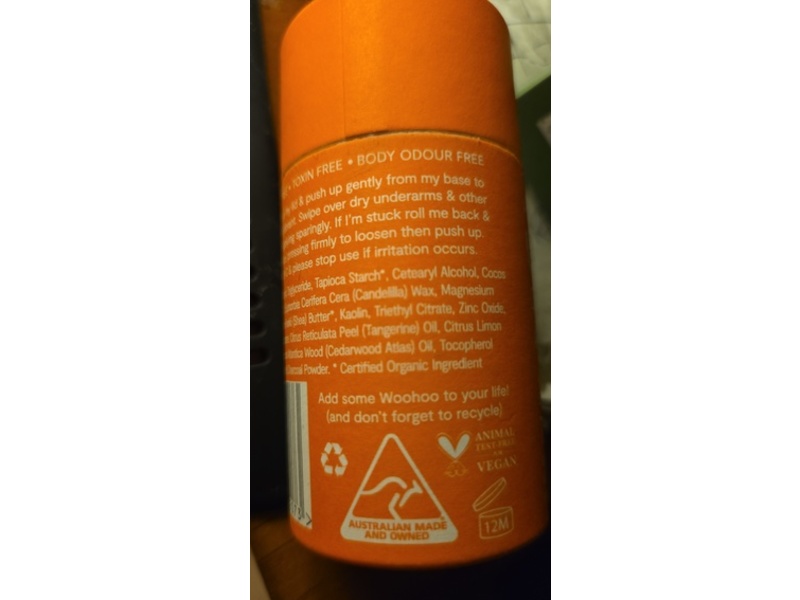 • TOXIN FREE • BODY ODOUR FREE
& push up gently from my base to
Swipe over dry underarms & other
sparingly. If I'm stuck roll me back &
pressing firmly to loosen then push up.
& please stop use if irritation occurs.
Tapioca Starch*, Cetearyl Alcohol, Cocos
Cerifera Cera (Candelilla) Wax, Magnesium
(Shea) Butter*, Kaolin, Triethyl Citrate, Zinc Oxide,
Citrus Reticulata Peel (Tangerine) Oil, Citrus Limon
Wood (Cedarwood Atlas) Oil, Tocopherol
Powder. * Certified Organic Ingredient
Add some Woohoo to your life!
(and don't forget to recycle)
ANIMAL
TEST-FREE
VEGAN
AUSTRALIAN MADE
AND OWNED
12M